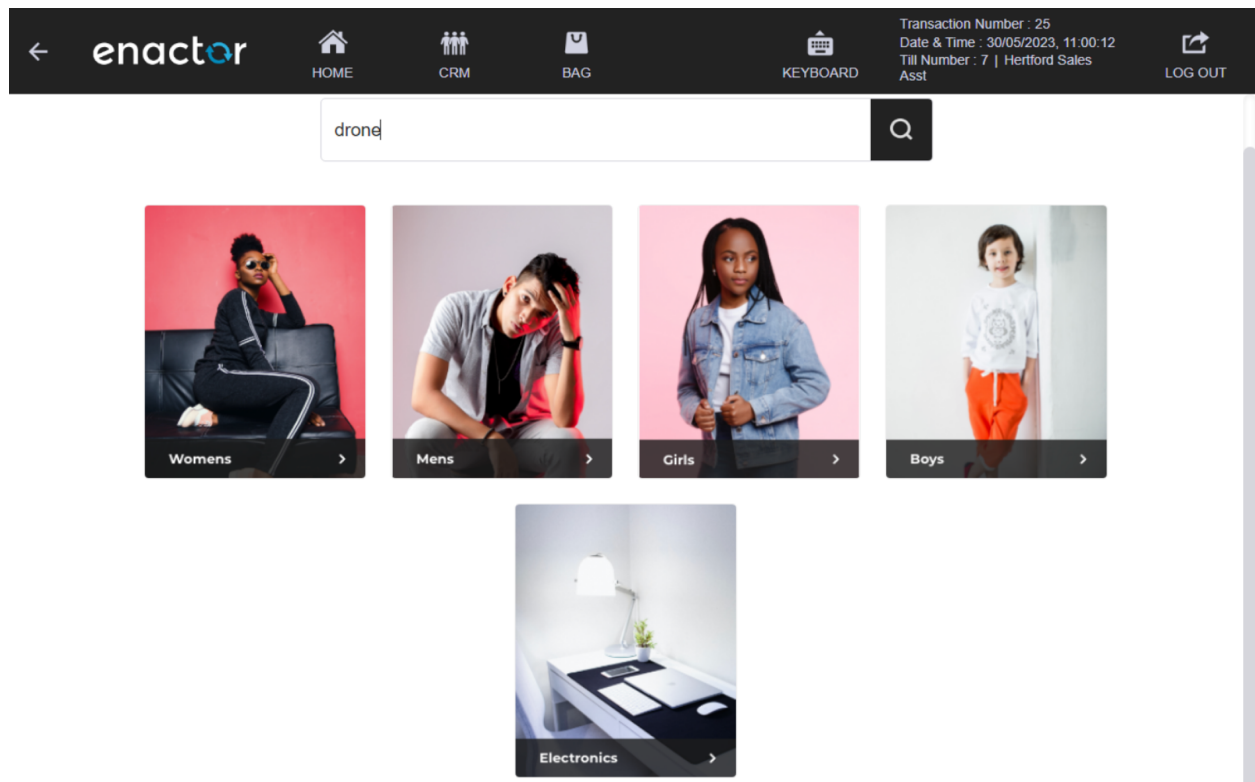 enactor
HOME
CRM
BAG
KEYBOARD
Transaction Number : 25
Date & Time : 30/05/2023, 11:00:12
Till Number : 7 | Hertford Sales
Asst
LOG OUT
drone
Womens
Mens
Girls
Boys
Electronics